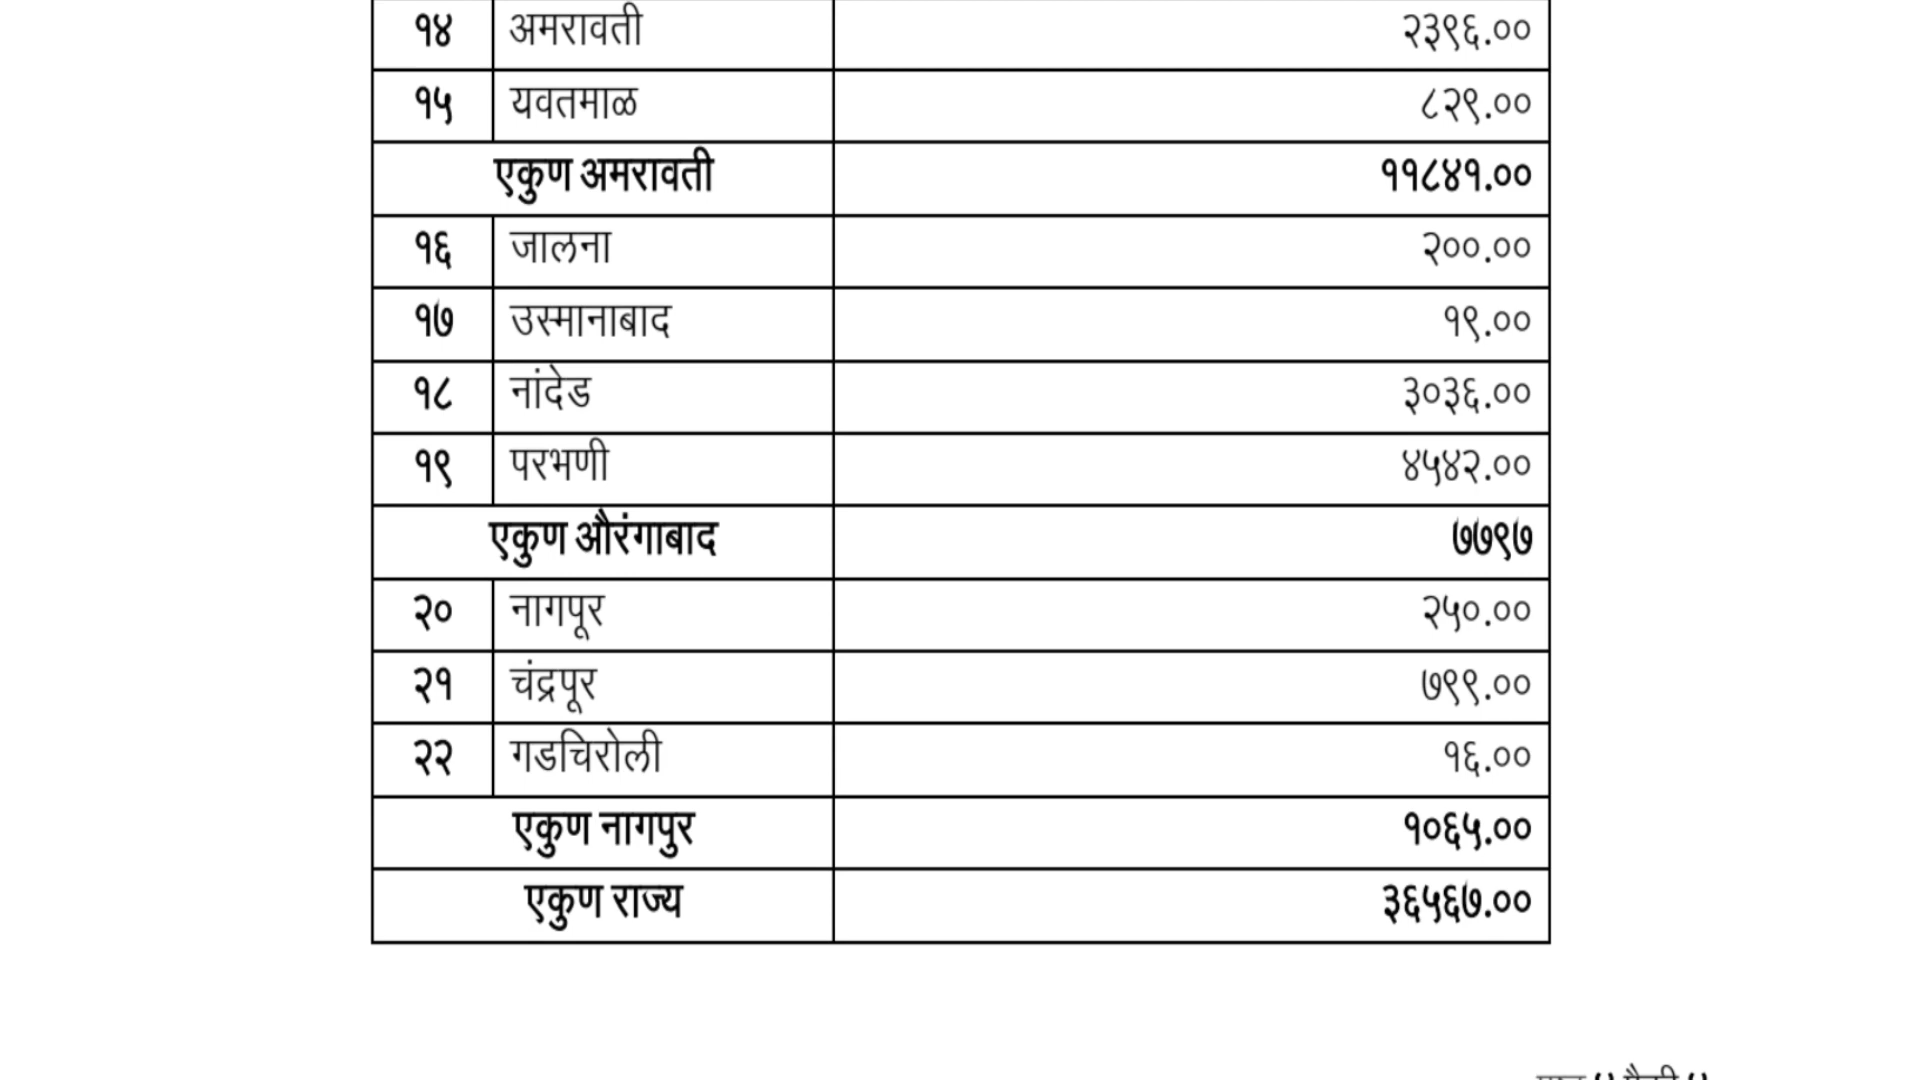 १४ अमरावती २३९६.००
१५ यवतमाळ ८२९.००
एकुण अमरावती ११८४१.००
१६ जालना २००.००
१७ उस्मानाबाद १९.००
१८ नांदेड ३०३६.००
१९ परभणी ४५४२.००
एकुण औरंगाबाद ७७९७
२० नागपूर २५०.००
२१ चंद्रपूर ७९९.००
२२ गडचिरोली १६.००
एकुण नागपुर १०६५.००
एकुण राज्य ३६५६७.००